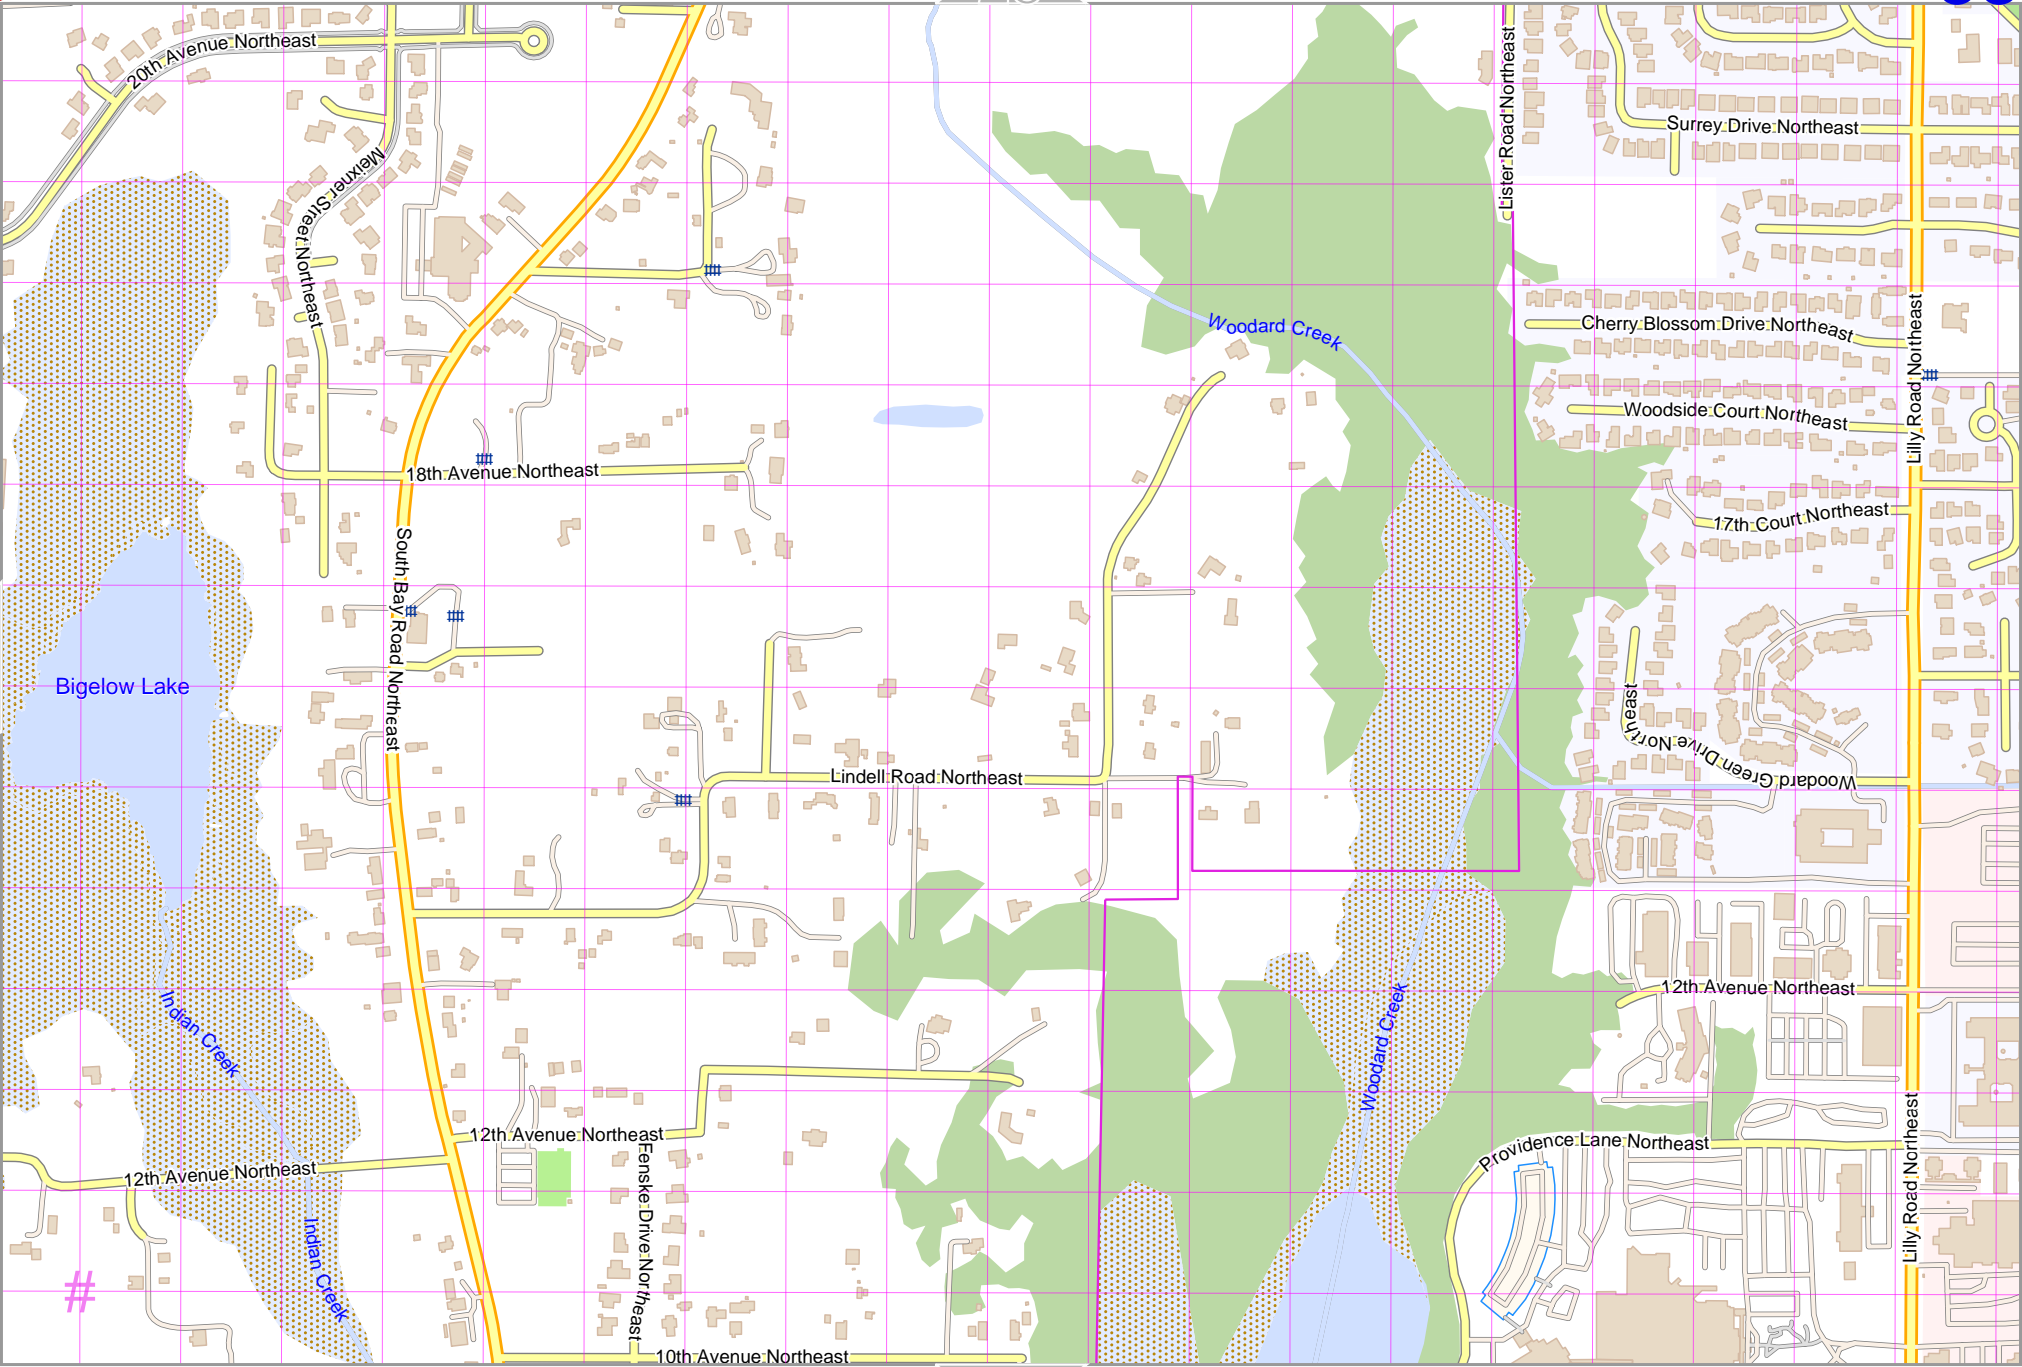 20th Avenue Northeast
Lister Road Northeast
Surrey Drive Northeast
Meixner Street Northeast
Woodard Creek
Cherry Blossom Drive Northeast
Lilly Road Northeast
Woodside Court Northeast
18th Avenue Northeast
17th Court Northeast
South Bay Road Northeast
Bigelow Lake
Woodard Green Drive Northeast
Lindell Road Northeast
12th Avenue Northeast
Indian Creek
Woodard Creek
12th Avenue Northeast
Providence Lane Northeast
12th Avenue Northeast
Fenske Drive Northeast
Lilly Road Northeast
Indian Creek
#
10th Avenue Northeast